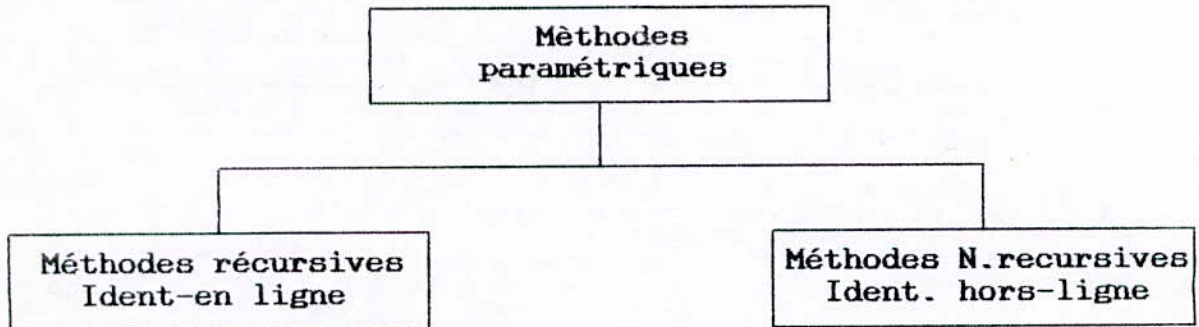 Mèthodes
paramétriques
Méthodes récursives
Ident-en ligne
Méthodes N.recursives
Ident. hors-ligne